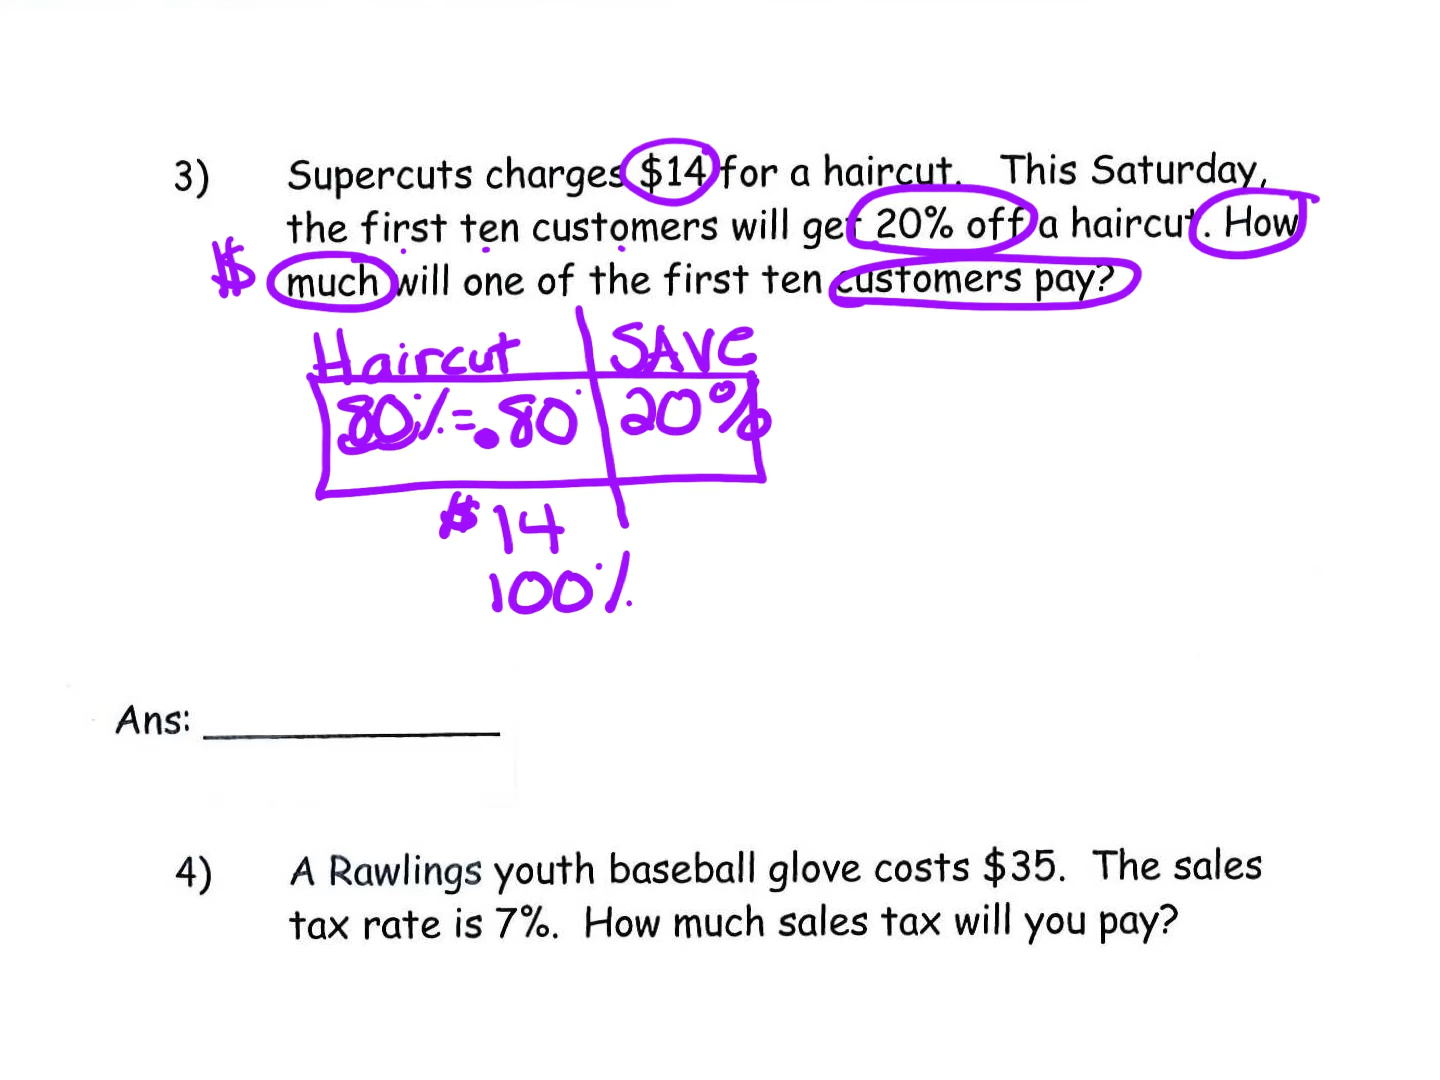 3) Supercuts charges $14 for a haircut. This Saturday,
the first ten customers will get 20% off a haircut. How
$ much will one of the first ten customers pay?
Haircut SAVE
80%=.80 20%
$14
100%
Ans:
4) A Rawlings youth baseball glove costs $35. The sales
tax rate is 7%. How much sales tax will you pay?